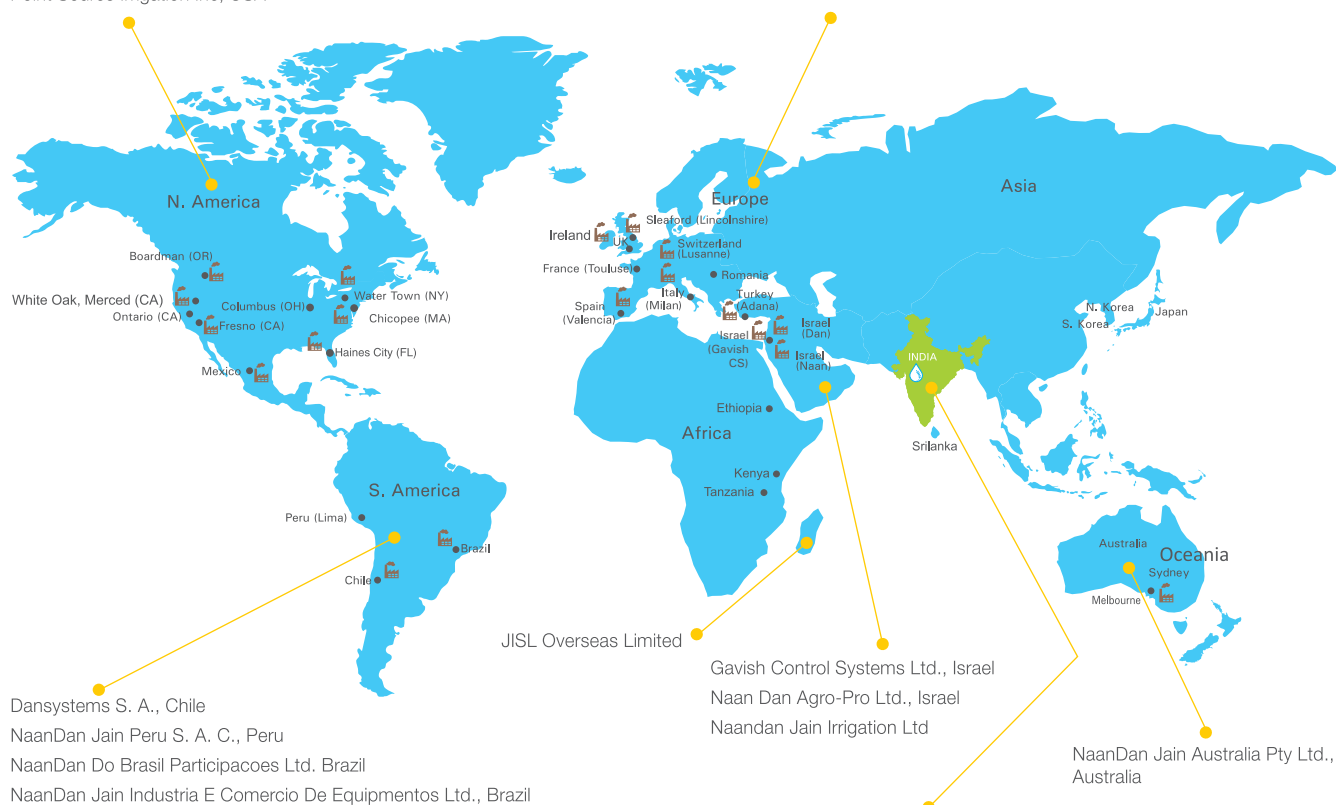 N. America
Boardman (OR)
White Oak, Merced (CA)
Ontario (CA)
Fresno (CA)
Columbus (OH)
Water Town (NY)
Chicopee (MA)
Haines City (FL)
Mexico
Europe
Asia
Ireland
Sleaford (Lincolnshire)
UK
Switzerland
(Lusanne)
France (Touluse)
Romania
Italy
(Milan)
Turkey
(Adana)
Spain
(Valencia)
Israel
(Gavish
CS)
Israel
(Dan)
Israel
(Naan)
N. Korea
S. Korea
Japan
INDIA
Srilanka
Africa
Ethiopia
Kenya
Tanzania
S. America
Peru (Lima)
Brazil
Chile
Australia
Oceania
Sydney
Melbourne
JISL Overseas Limited
Gavish Control Systems Ltd., Israel
Naan Dan Agro-Pro Ltd., Israel
Naandan Jain Irrigation Ltd
NaanDan Jain Australia Pty Ltd.,
Australia
Dansystems S. A., Chile
NaanDan Jain Peru S. A. C., Peru
NaanDan Do Brasil Participacoes Ltd. Brazil
NaanDan Jain Industria E Comercio De Equipmentos Ltd., Brazil